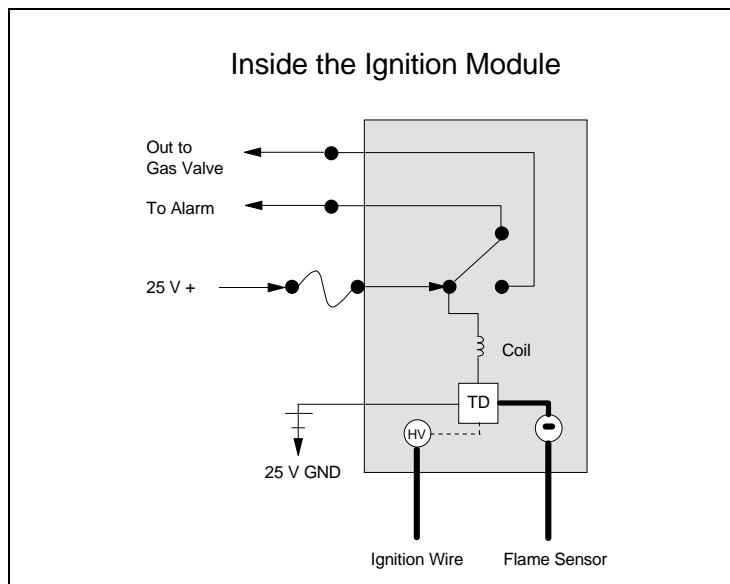 Inside the Ignition Module
Out to
Gas Valve
To Alarm
25 V +
Coil
TD
HV
25 V GND
Ignition Wire
Flame Sensor